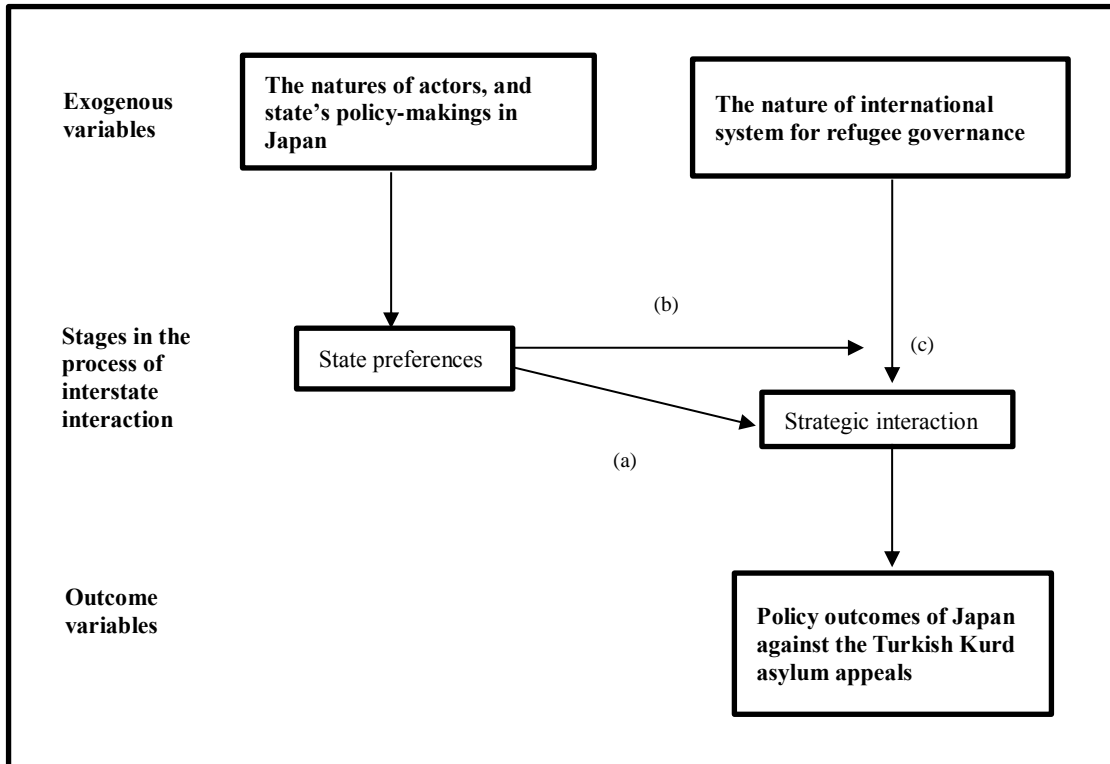 Exogenous
variables
The natures of actors, and
state’s policy-makings in
Japan
The nature of international
system for refugee governance
Stages in the
process of
interstate
interaction
State preferences
(b)
(c)
Strategic interaction
(a)
Outcome
variables
Policy outcomes of Japan
against the Turkish Kurd
asylum appeals